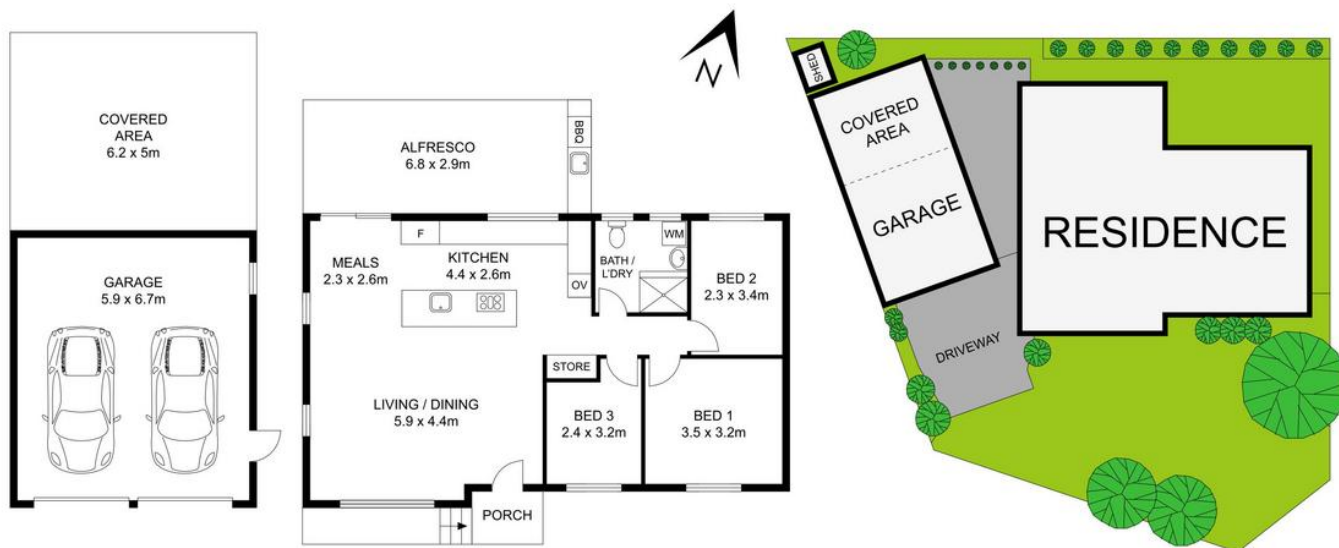 COVERED
AREA
6.2 x 5m
GARAGE
5.9 x 6.7m
N
ALFRESCO
6.8 x 2.9m
BBQ
F
MEALS
2.3 x 2.6m
KITCHEN
4.4 x 2.6m
OV
BATH /
L'DRY
WM
BED 2
2.3 x 3.4m
STORE
LIVING / DINING
5.9 x 4.4m
BED 3
2.4 x 3.2m
BED 1
3.5 x 3.2m
PORCH
SHED
COVERED
AREA
GARAGE
RESIDENCE
DRIVEWAY